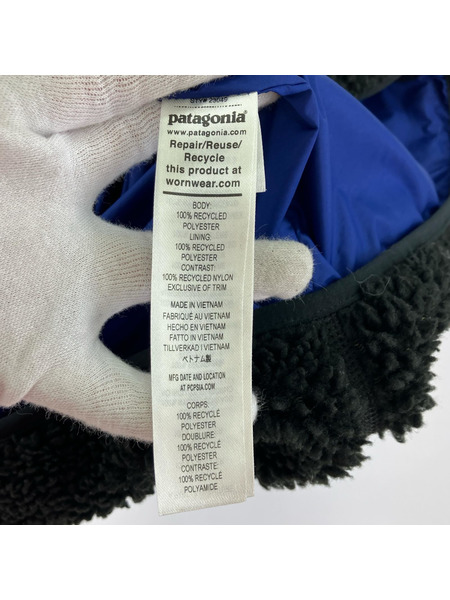 STY# 23049
patagonia®
www.patagonia.com
Repair/Reuse/
Recycle
this product at
wornwear.com
BODY:
100% RECYCLED
POLYESTER
LINING:
100% RECYCLED
POLYESTER
CONTRAST:
100% RECYCLED NYLON
EXCLUSIVE OF TRIM
MADE IN VIETNAM
FABRIQUÉ AU VIETNAM
HECHO EN VIETNAM
FATTO IN VIETNAM
TILLVERKAD I VIETNAM
ベトナム製
MFG DATE AND LOCATION
AT PCPSIA.COM
CORPS:
100% RECYCLÉ
POLYESTER
DOUBLURE:
100% RECYCLÉ
POLYESTER
CONTRASTE:
100% RECYCLÉ
POLYAMIDE